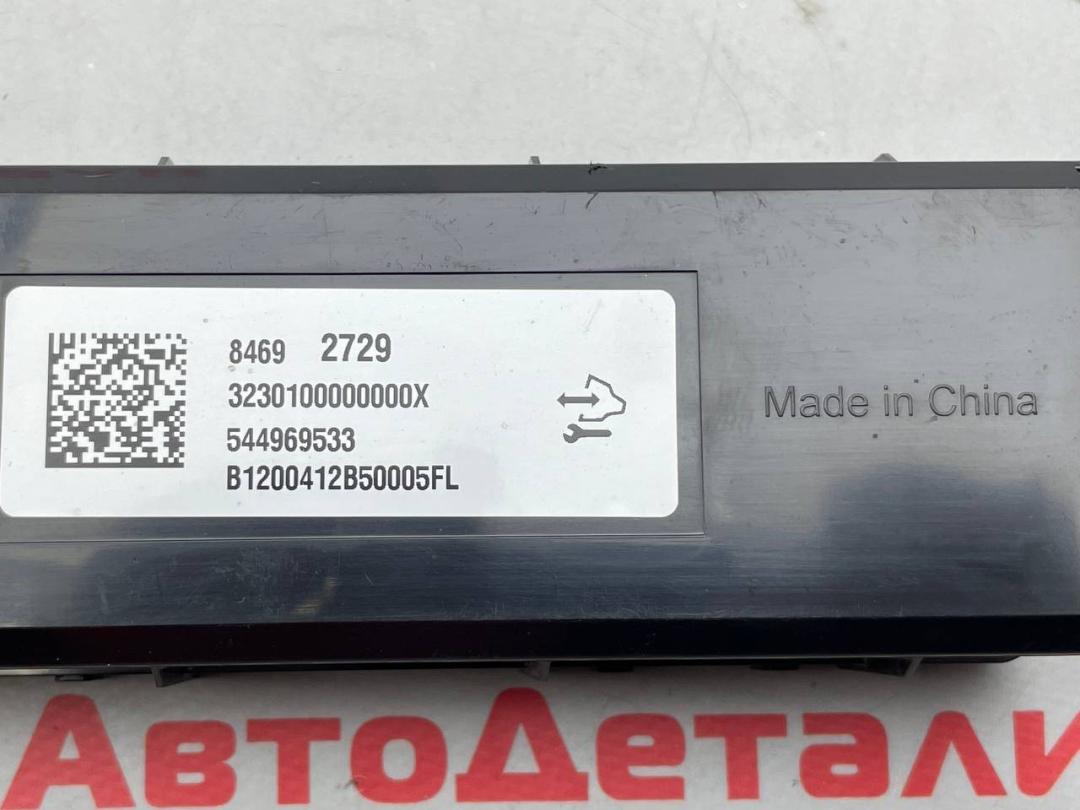 8469 2729
3230100000000X
544969533
B1200412B50005FL
Made in China
АвтоДетали